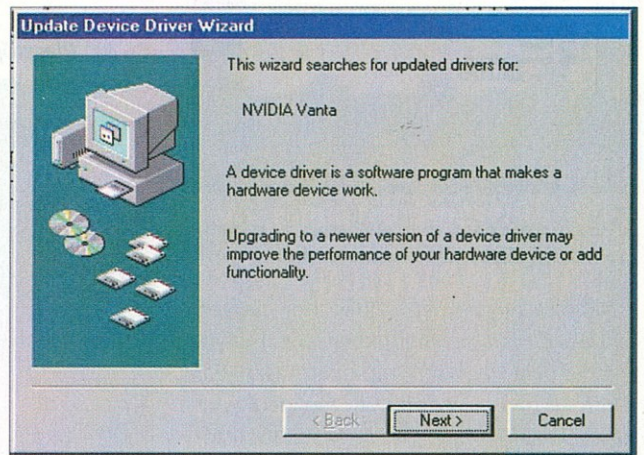 Update Device Driver Wizard
This wizard searches for updated drivers for:
NVIDIA Vanta
A device driver is a software program that makes a
hardware device work.
Upgrading to a newer version of a device driver may
improve the performance of your hardware device or add
functionality.
< Back
Next >
Cancel